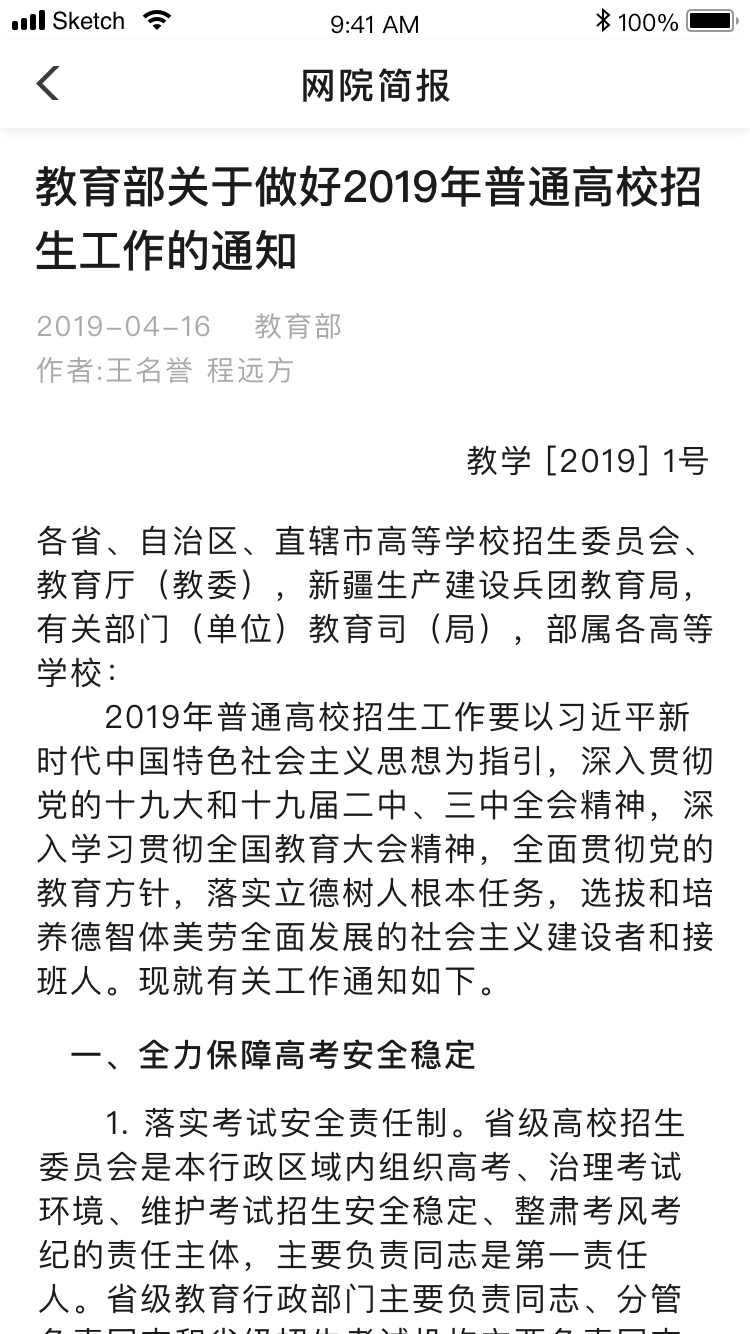 Sketch 9:41 AM 100%
网院简报
教育部关于做好2019年普通高校招
生工作的通知
2019-04-16 教育部
作者:王名誉 程远方
教学 [2019] 1号
各省、自治区、直辖市高等学校招生委员会、
教育厅（教委），新疆生产建设兵团教育局，
有关部门（单位）教育司（局），部属各高等
学校：
2019年普通高校招生工作要以习近平新
时代中国特色社会主义思想为指引，深入贯彻
党的十九大和十九届二中、三中全会精神，深
入学习贯彻全国教育大会精神，全面贯彻党的
教育方针，落实立德树人根本任务，选拔和培
养德智体美劳全面发展的社会主义建设者和接
班人。现就有关工作通知如下。
一、全力保障高考安全稳定
1. 落实考试安全责任制。省级高校招生
委员会是本行政区域内组织高考、治理考试
环境、维护考试招生安全稳定、整肃考风考
纪的责任主体，主要负责同志是第一责任
人。省级教育行政部门主要负责同志、分管